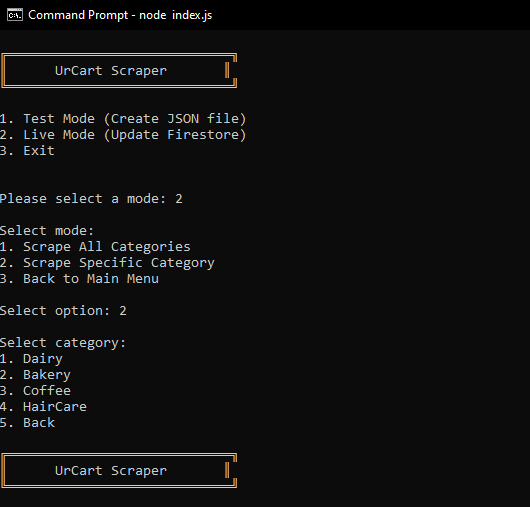 Command Prompt - node index.js
UrCart Scraper
1. Test Mode (Create JSON file)
2. Live Mode (Update Firestore)
3. Exit
Please select a mode: 2
Select mode:
1. Scrape All Categories
2. Scrape Specific Category
3. Back to Main Menu
Select option: 2
Select category:
1. Dairy
2. Bakery
3. Coffee
4. HairCare
5. Back
UrCart Scraper